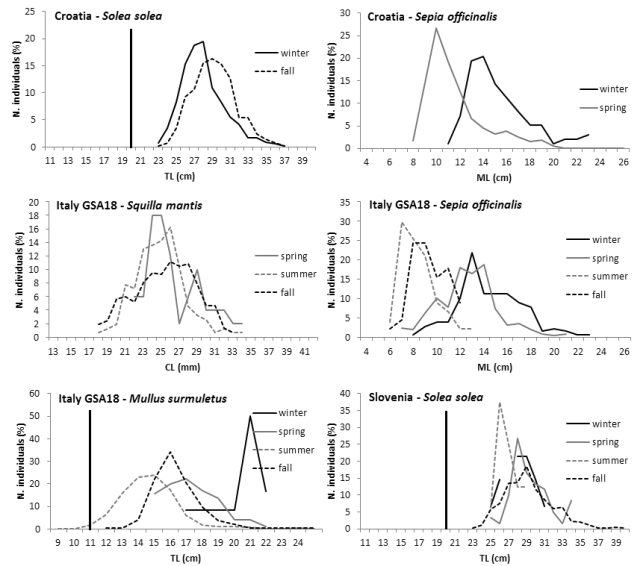 Croatia - Solea solea
N. individuals (%)
25
20
15
10
5
0
winter
fall
11 13 15 17 19 21 23 25 27 29 31 33 35 37 39
TL (cm)
Croatia - Sepia officinalis
N. individuals (%)
30
25
20
15
10
5
0
winter
spring
4 6 8 10 12 14 16 18 20 22 24 26
ML (cm)
Italy GSA18 - Squilla mantis
N. individuals (%)
18
16
14
12
10
8
6
4
2
0
spring
summer
fall
13 15 17 19 21 23 25 27 29 31 33 35 37 39 41
CL (mm)
Italy GSA18 - Sepia officinalis
N. individuals (%)
35
30
25
20
15
10
5
0
winter
spring
summer
fall
4 6 8 10 12 14 16 18 20 22 24 26
ML (cm)
Italy GSA18 - Mullus surmuletus
N. individuals (%)
60
50
40
30
20
10
0
winter
spring
summer
fall
9 10 11 12 13 14 15 16 17 18 19 20 21 22 24
TL (cm)
Slovenia - Solea solea
N. individuals (%)
40
35
30
25
20
15
10
5
0
winter
spring
summer
fall
11 13 15 17 19 21 23 25 27 29 31 33 35 37 39
TL (cm)